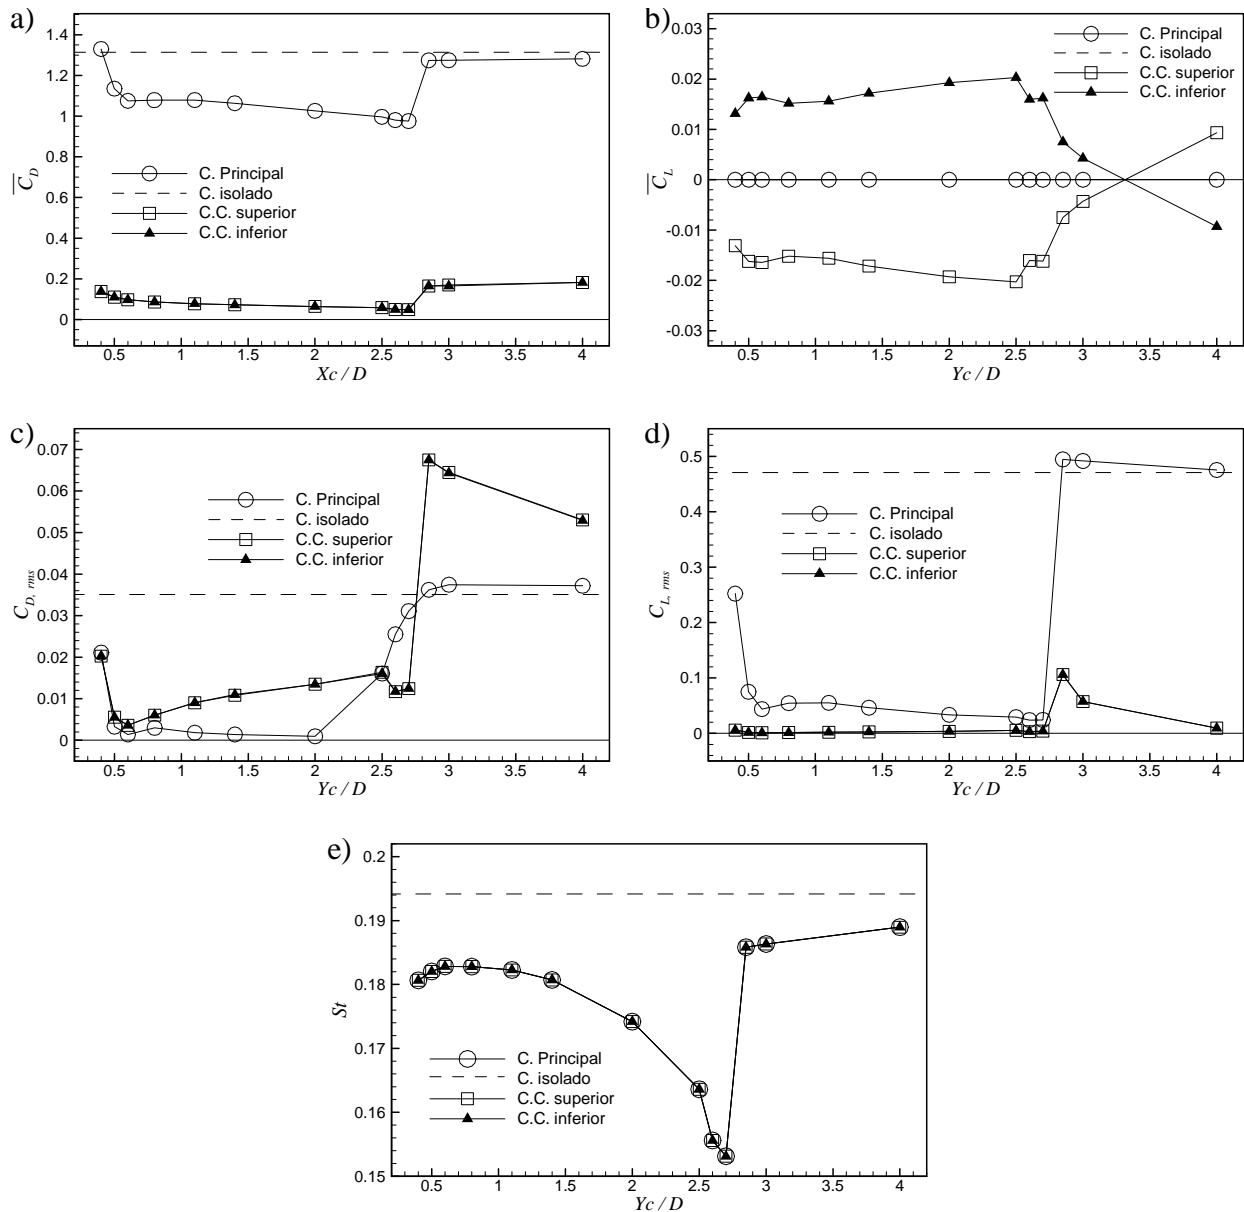 a)
1.4
1.2
1
0.8
0.6
0.4
0.2
0
C_D
C. Principal
C. isolado
C.C. superior
C.C. inferior
0.5 1 1.5 2 2.5 3 3.5 4
Xc / D
b)
0.03
0.02
0.01
0
-0.01
-0.02
-0.03
C_L
C. Principal
C. isolado
C.C. superior
C.C. inferior
0.5 1 1.5 2 2.5 3 3.5 4
Yc / D
c)
0.07
0.06
0.05
0.04
0.03
0.02
0.01
0
C_D, rms
C. Principal
C. isolado
C.C. superior
C.C. inferior
0.5 1 1.5 2 2.5 3 3.5 4
Yc / D
d)
0.5
0.4
0.3
0.2
0.1
0
C_L, rms
C. Principal
C. isolado
C.C. superior
C.C. inferior
0.5 1 1.5 2 2.5 3 3.5 4
Yc / D
e)
0.2
0.19
0.18
0.17
0.16
0.15
St
C. Principal
C. isolado
C.C. superior
C.C. inferior
0.5 1 1.5 2 2.5 3 3.5 4
Yc / D